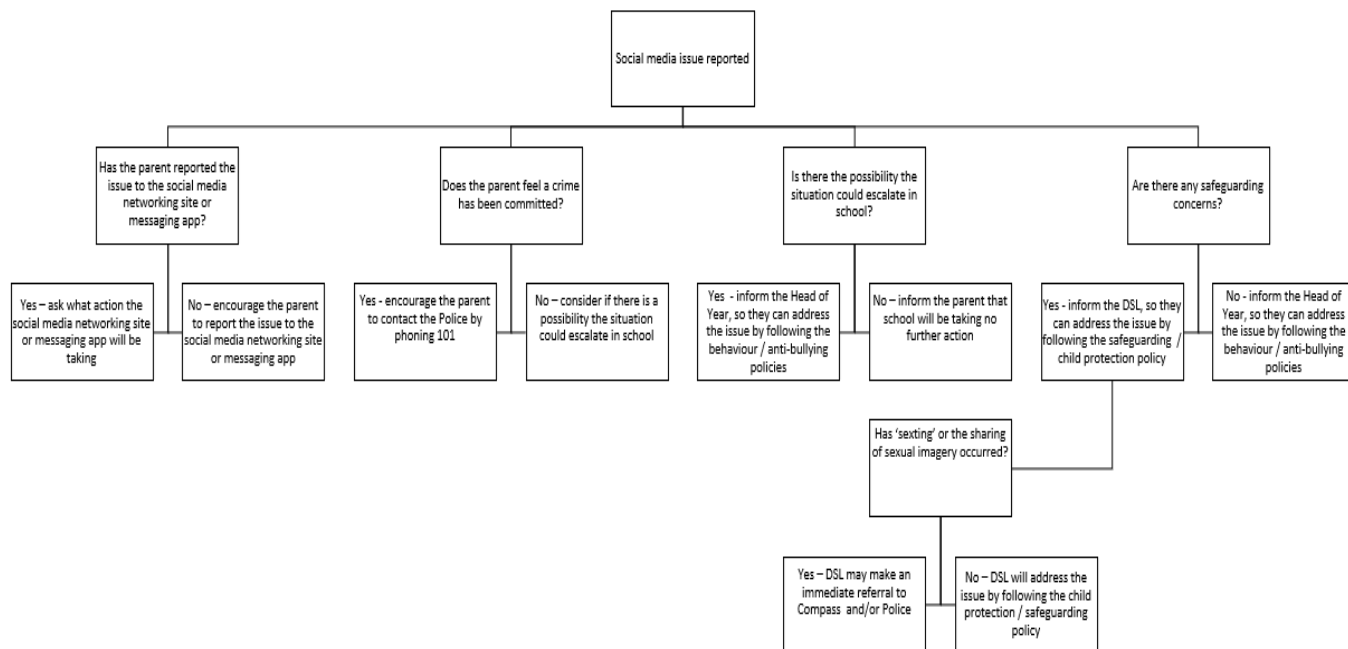 Social media issue reported
Has the parent reported the
issue to the social media
networking site or
messaging app?
Does the parent feel a crime
has been committed?
Is there the possibility the
situation could escalate in
school?
Are there any safeguarding
concerns?
Yes – ask what action the
social media networking site
or messaging app will be
taking
No – encourage the parent
to report the issue to the
social media networking site
or messaging app
Yes - encourage the parent
to contact the Police by
phoning 101
No – consider if there is a
possibility the situation
could escalate in school
Yes  - inform the Head of
Year, so they can address
the issue by following the
behaviour / anti-bullying
policies
No – inform the parent that
school will be taking no
further action
Yes - inform the DSL, so they
can address the issue by
following the safeguarding  /
child protection policy
No - inform the Head of
Year, so they can address
the issue by following the
behaviour / anti-bullying
policies
Has ‘sexting’ or the sharing
of sexual imagery occurred?
Yes – DSL may make an
immediate referral to
Compass  and/or Police
No – DSL will address the
issue by following the child
protection / safeguarding
policy